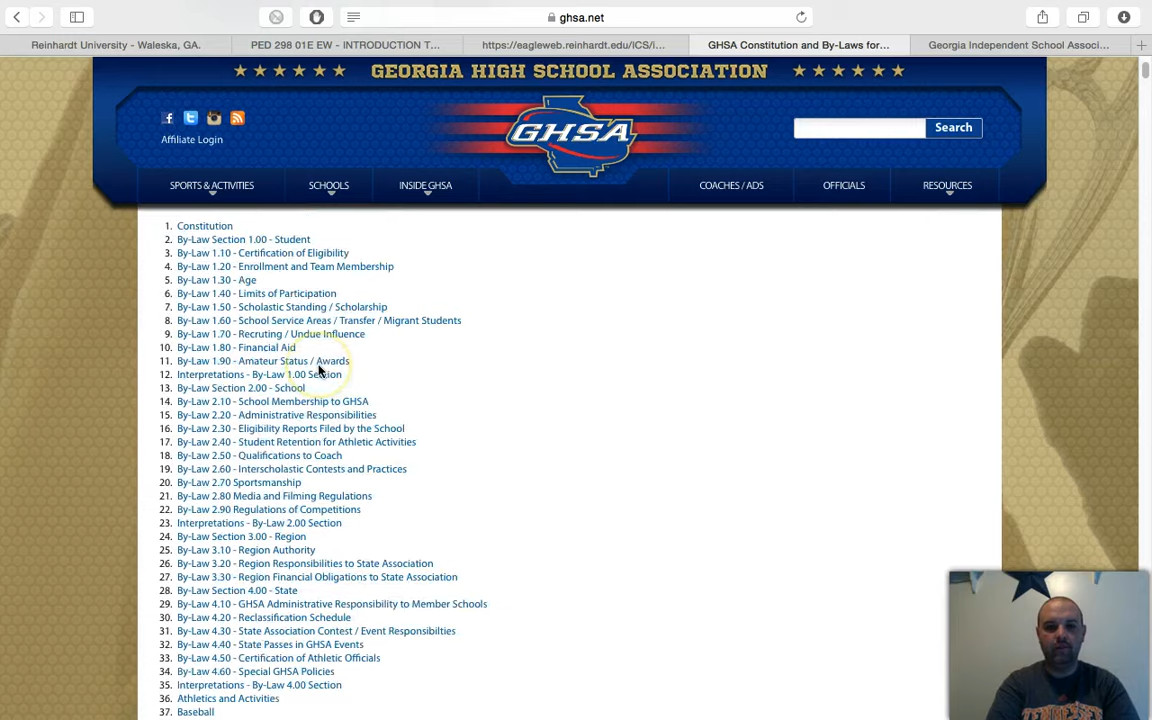 ghsa.net
Reinhardt University - Waleska, GA.
PED 298 01E EW - INTRODUCTION T...
https://eagleweb.reinhardt.edu/ICS/i...
GHSA Constitution and By-Laws for...
Georgia Independent School Associ...
GEORGIA HIGH SCHOOL ASSOCIATION
Affiliate Login
GHSA
Search
SPORTS & ACTIVITIES
SCHOOLS
INSIDE GHSA
COACHES / ADS
OFFICIALS
RESOURCES
1. Constitution
2. By-Law Section 1.00 - Student
3. By-Law 1.10 - Certification of Eligibility
4. By-Law 1.20 - Enrollment and Team Membership
5. By-Law 1.30 - Age
6. By-Law 1.40 - Limits of Participation
7. By-Law 1.50 - Scholastic Standing / Scholarship
8. By-Law 1.60 - School Service Areas / Transfer / Migrant Students
9. By-Law 1.70 - Recruting / Undue Influence
10. By-Law 1.80 - Financial Aid
11. By-Law 1.90 - Amateur Status / Awards
12. Interpretations - By-Law 1.00 Section
13. By-Law Section 2.00 - School
14. By-Law 2.10 - School Membership to GHSA
15. By-Law 2.20 - Administrative Responsibilities
16. By-Law 2.30 - Eligibility Reports Filed by the School
17. By-Law 2.40 - Student Retention for Athletic Activities
18. By-Law 2.50 - Qualifications to Coach
19. By-Law 2.60 - Interscholastic Contests and Practices
20. By-Law 2.70 Sportsmanship
21. By-Law 2.80 Media and Filming Regulations
22. By-Law 2.90 Regulations of Competitions
23. Interpretations - By-Law 2.00 Section
24. By-Law Section 3.00 - Region
25. By-Law 3.10 - Region Authority
26. By-Law 3.20 - Region Responsibilities to State Association
27. By-Law 3.30 - Region Financial Obligations to State Association
28. By-Law Section 4.00 - State
29. By-Law 4.10 - GHSA Administrative Responsibility to Member Schools
30. By-Law 4.20 - Reclassification Schedule
31. By-Law 4.30 - State Association Contest / Event Responsibilties
32. By-Law 4.40 - State Passes in GHSA Events
33. By-Law 4.50 - Certification of Athletic Officials
34. By-Law 4.60 - Special GHSA Policies
35. Interpretations - By-Law 4.00 Section
36. Athletics and Activities
37. Baseball
TENNESSEE